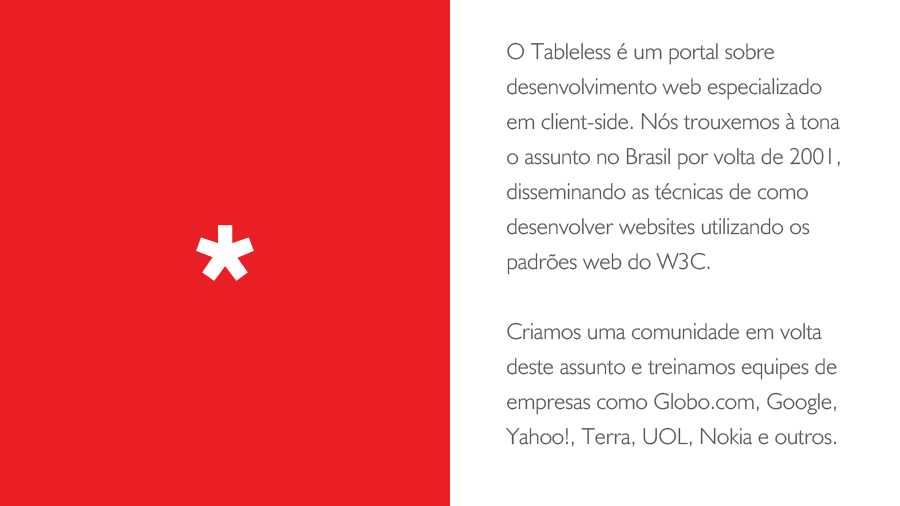 O Tableless é um portal sobre
desenvolvimento web especializado
em client-side. Nós trouxemos à tona
o assunto no Brasil por volta de 2001,
disseminando as técnicas de como
desenvolver websites utilizando os
padrões web do W3C.
Criamos uma comunidade em volta
deste assunto e treinamos equipes de
empresas como Globo.com, Google,
Yahoo!, Terra, UOL, Nokia e outros.